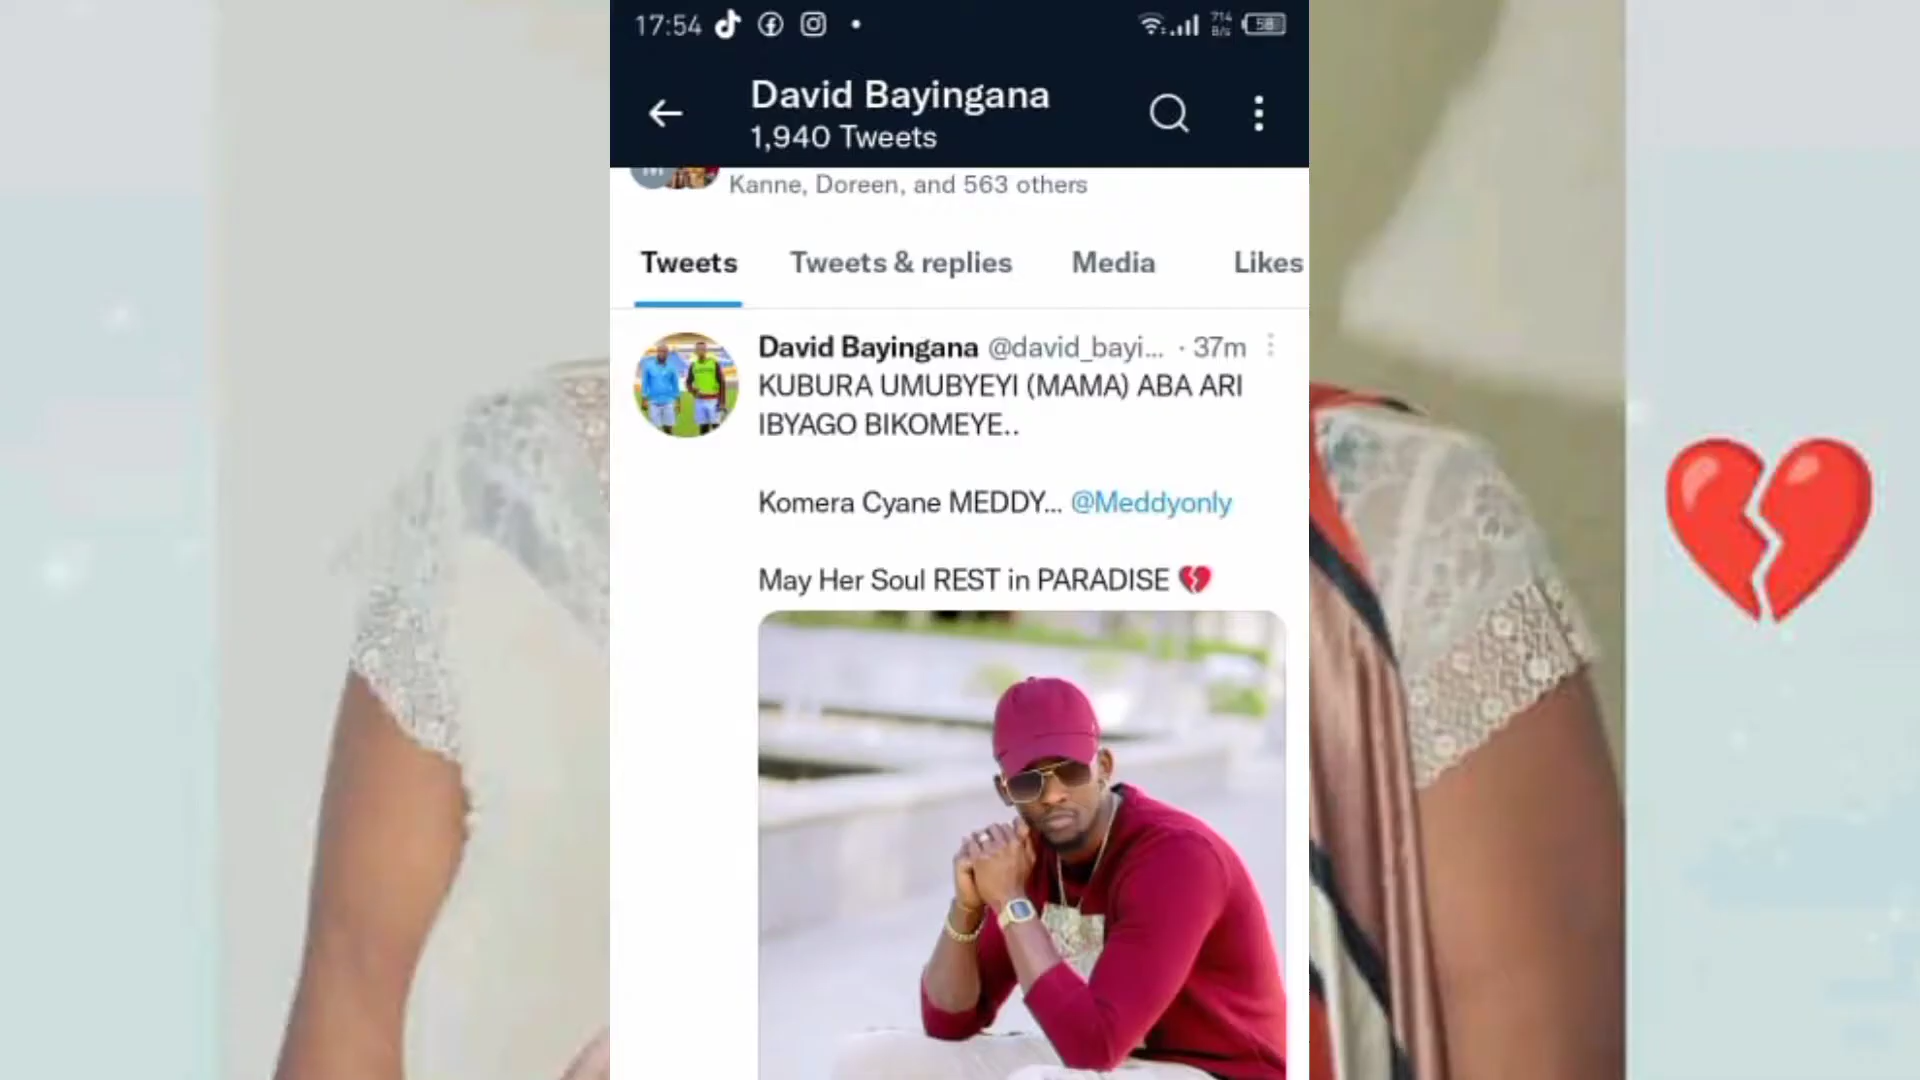 17:54
714 B/s 58
David Bayingana
1,940 Tweets
Kanne, Doreen, and 563 others
Tweets Tweets & replies Media Likes
David Bayingana @david_bayi... · 37m
KUBURA UMUBYEYI (MAMA) ABA ARI
IBYAGO BIKOMEYE..
Komera Cyane MEDDY... @Meddyonly
May Her Soul REST in PARADISE 💔